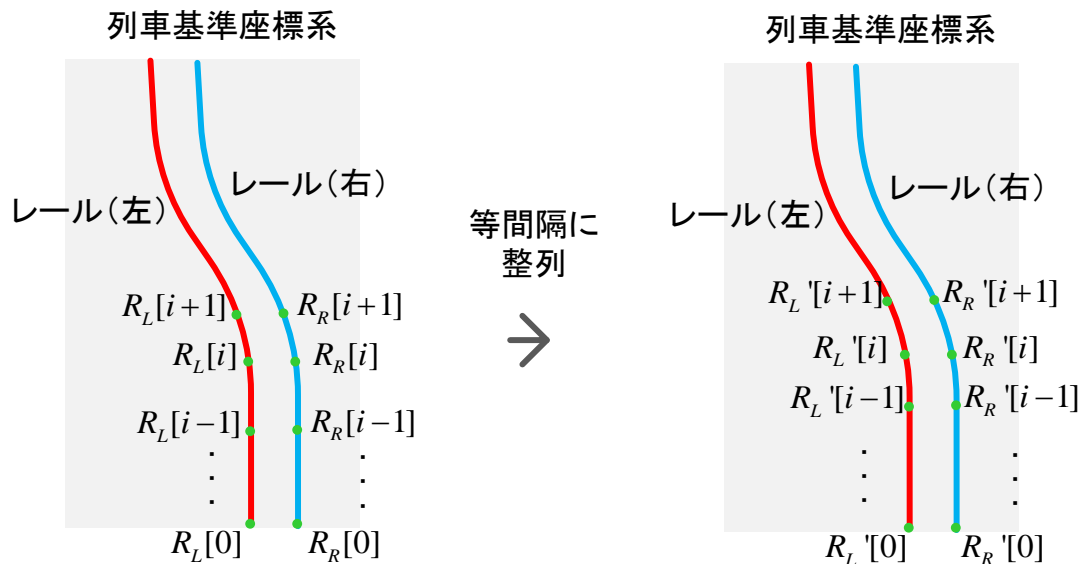 列車基準座標系
レール(右)
レール(左)
R_L[i+1]
R_R[i+1]
R_L[i]
R_R[i]
R_L[i−1]
R_R[i−1]
R_L[0]
R_R[0]
等間隔に
整列
列車基準座標系
レール(右)
レール(左)
R_L'[i+1]
R_R'[i+1]
R_L'[i]
R_R'[i]
R_L'[i−1]
R_R'[i−1]
R_L'[0]
R_R'[0]